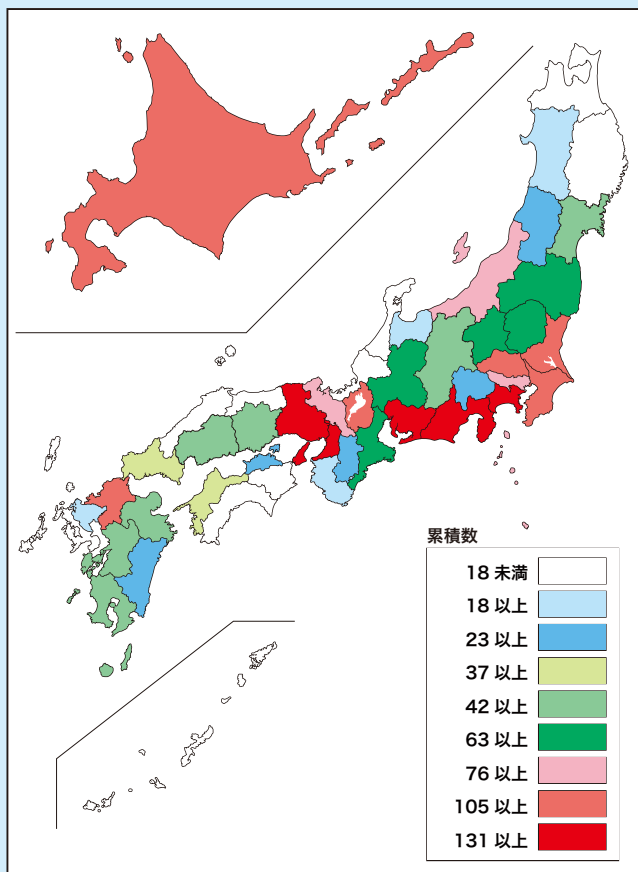 累積数
18 未満
18 以上
23 以上
37 以上
42 以上
63 以上
76 以上
105 以上
131 以上